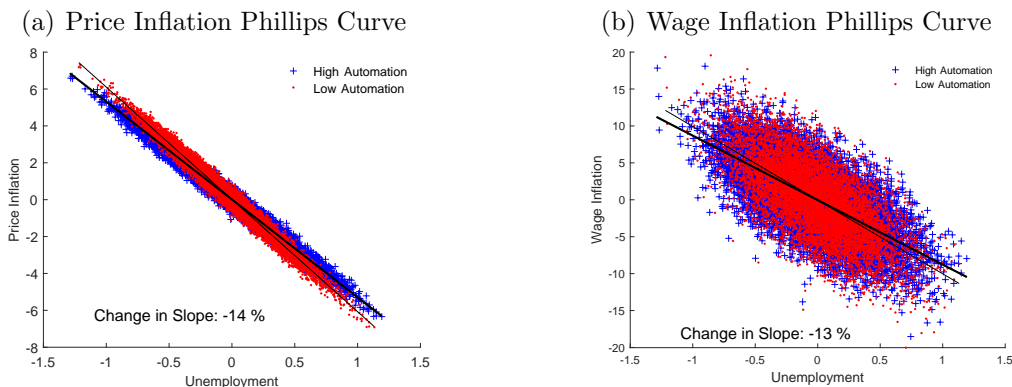 (a) Price Inflation Phillips Curve
8
6
4
2
0
-2
-4
-6
-8
Price Inflation
High Automation
Low Automation
Change in Slope: -14 %
-1.5 -1 -0.5 0 0.5 1 1.5
Unemployment
(b) Wage Inflation Phillips Curve
20
15
10
5
0
-5
-10
-15
-20
Wage Inflation
High Automation
Low Automation
Change in Slope: -13 %
-1.5 -1 -0.5 0 0.5 1 1.5
Unemployment